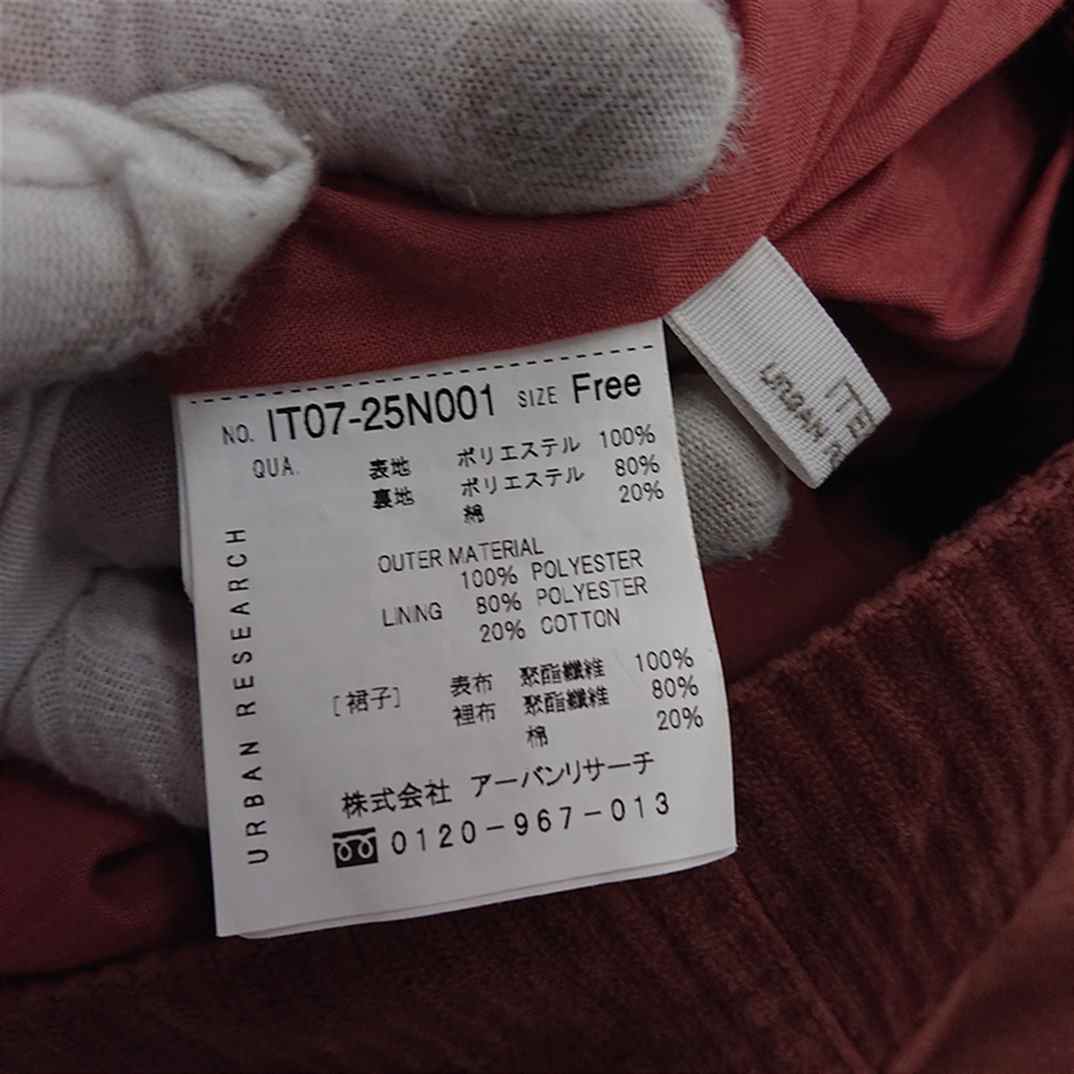 NO. IT07-25N001 SIZE Free
QUA.
表地 ポリエステル 100%
裏地 ポリエステル 80%
綿 20%
OUTER MATERIAL
100% POLYESTER
LINING 80% POLYESTER
20% COTTON
[裙子] 表布 聚酯纖維 100%
裡布 聚酯纖維 80%
棉 20%
株式会社 アーバンリサーチ
0120-967-013
URBAN RESEARCH
URBAN